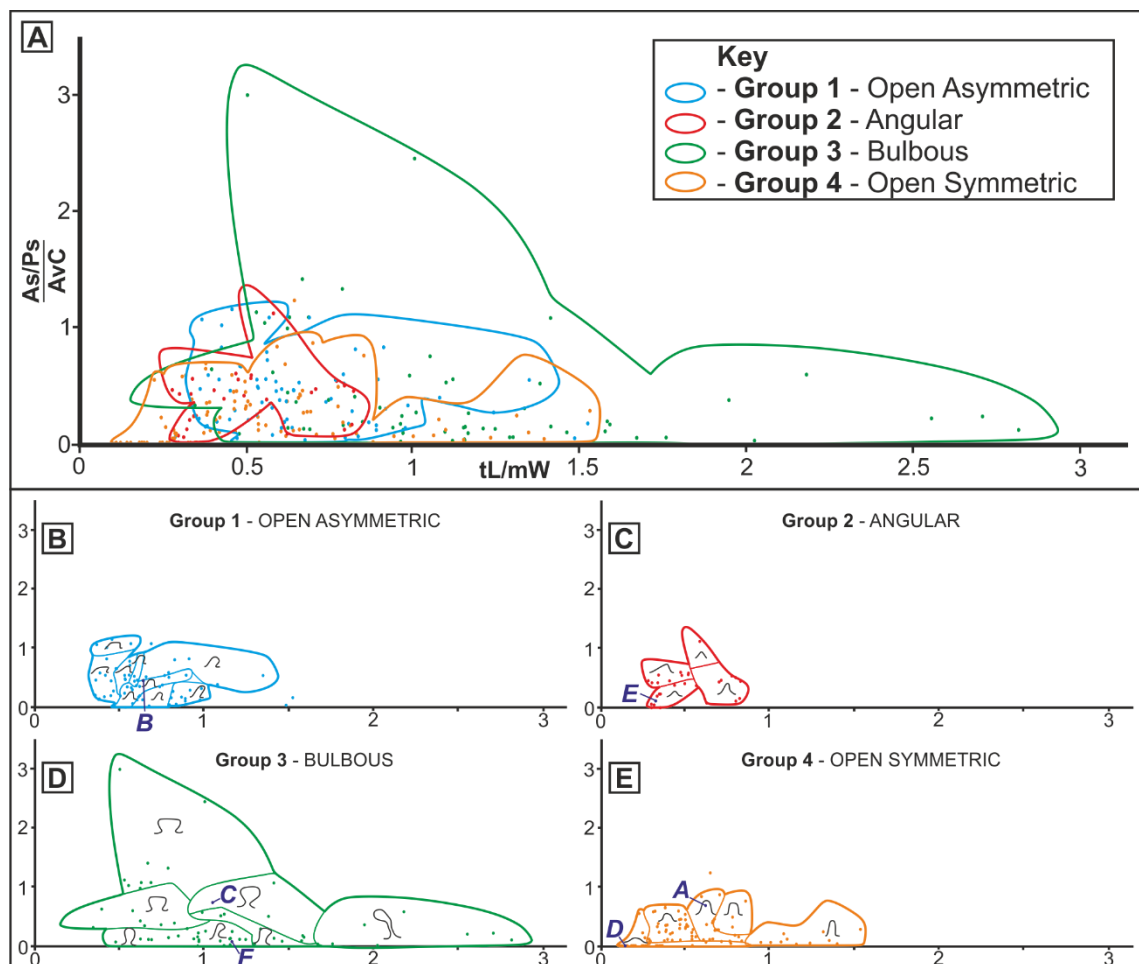 A
Key
- Group 1 - Open Asymmetric
- Group 2 - Angular
- Group 3 - Bulbous
- Group 4 - Open Symmetric
3
2
1
0
As/Ps
AvC
0 0.5 1 1.5 2 2.5 3
tL/mW
B
Group 1 - OPEN ASYMMETRIC
3
2
1
0
0 1 2 3
B
C
Group 2 - ANGULAR
3
2
1
0
0 1 2 3
E
D
Group 3 - BULBOUS
3
2
1
0
0 1 2 3
C
F
E
Group 4 - OPEN SYMMETRIC
3
2
1
0
0 1 2 3
A
D